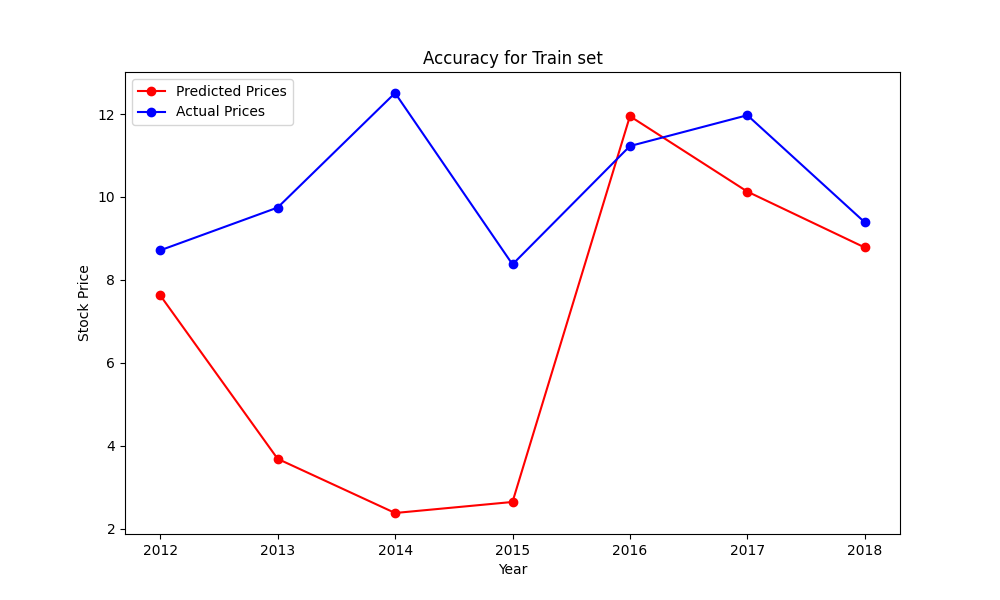 Accuracy for Train set
Predicted Prices
Actual Prices
12
10
8
6
4
2
Stock Price
2012 2013 2014 2015 2016 2017 2018
Year